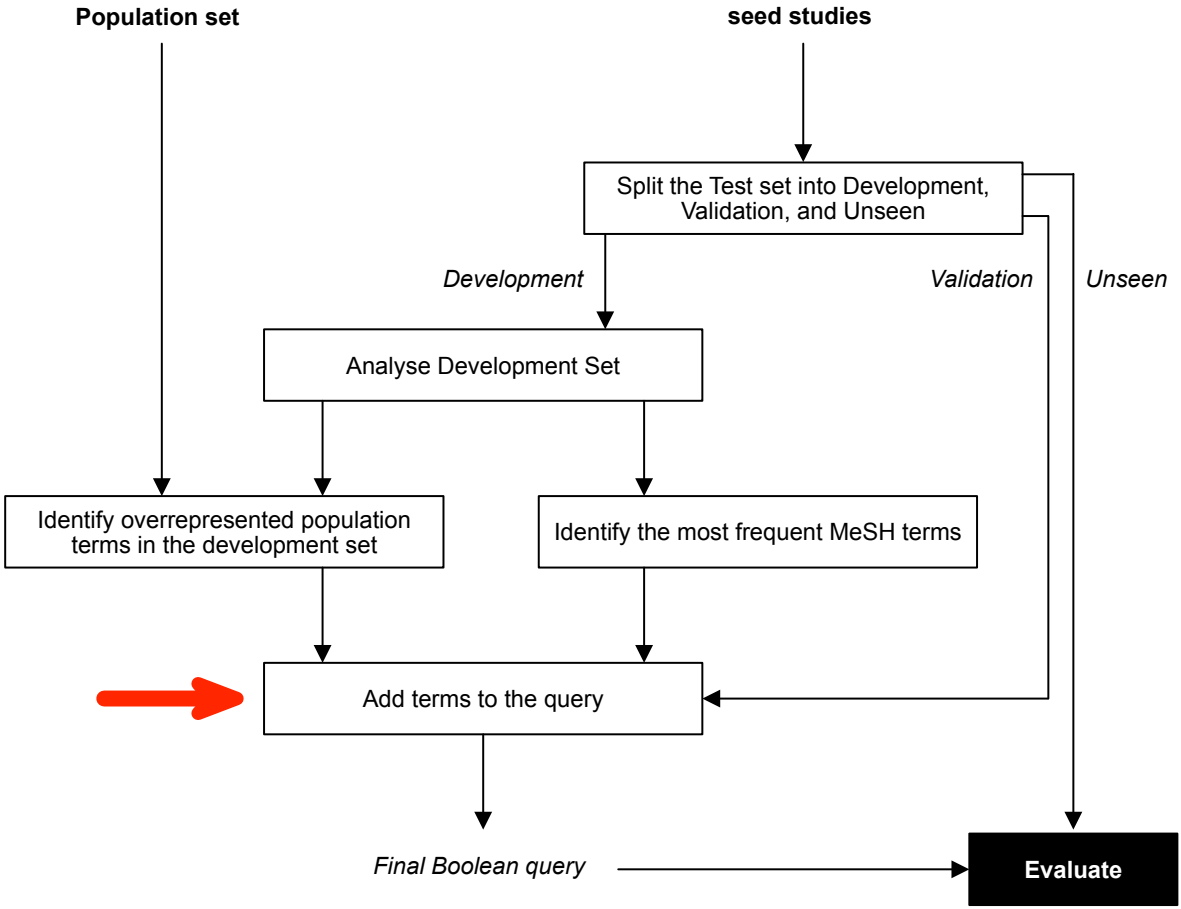 Population set
seed studies
Split the Test set into Development,
Validation, and Unseen
Development
Validation
Unseen
Analyse Development Set
Identify overrepresented population
terms in the development set
Identify the most frequent MeSH terms
Add terms to the query
Final Boolean query
Evaluate